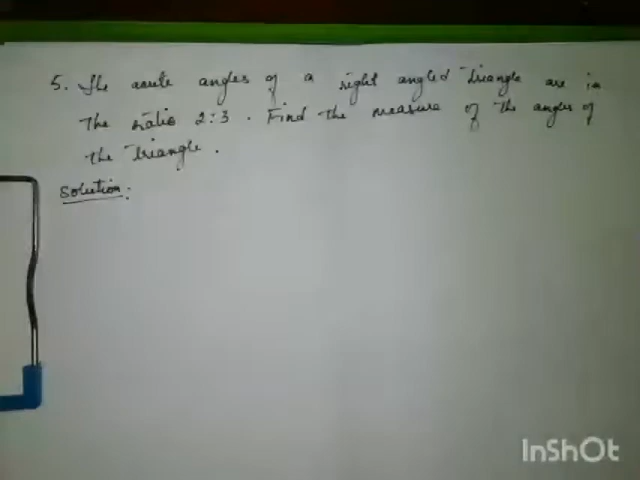 5. The acute angles of a right angled triangle are in
the ratio 2:3. Find the measure of the angles of
the triangle.
Solution:
InShOt